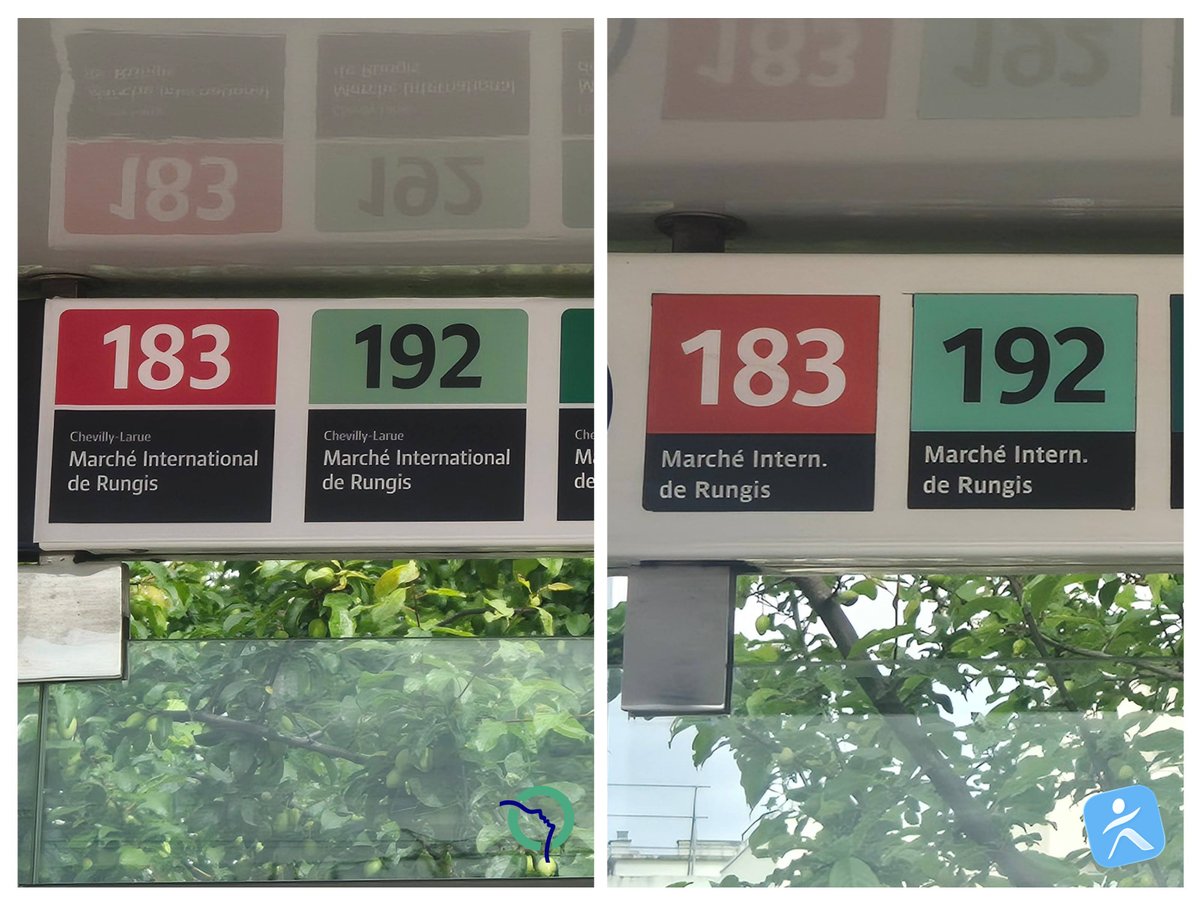 183
192
Chevilly-Larue
Marché International
de Rungis
Chevilly-Larue
Marché International
de Rungis
183
192
Marché Intern.
de Rungis
Marché Intern.
de Rungis